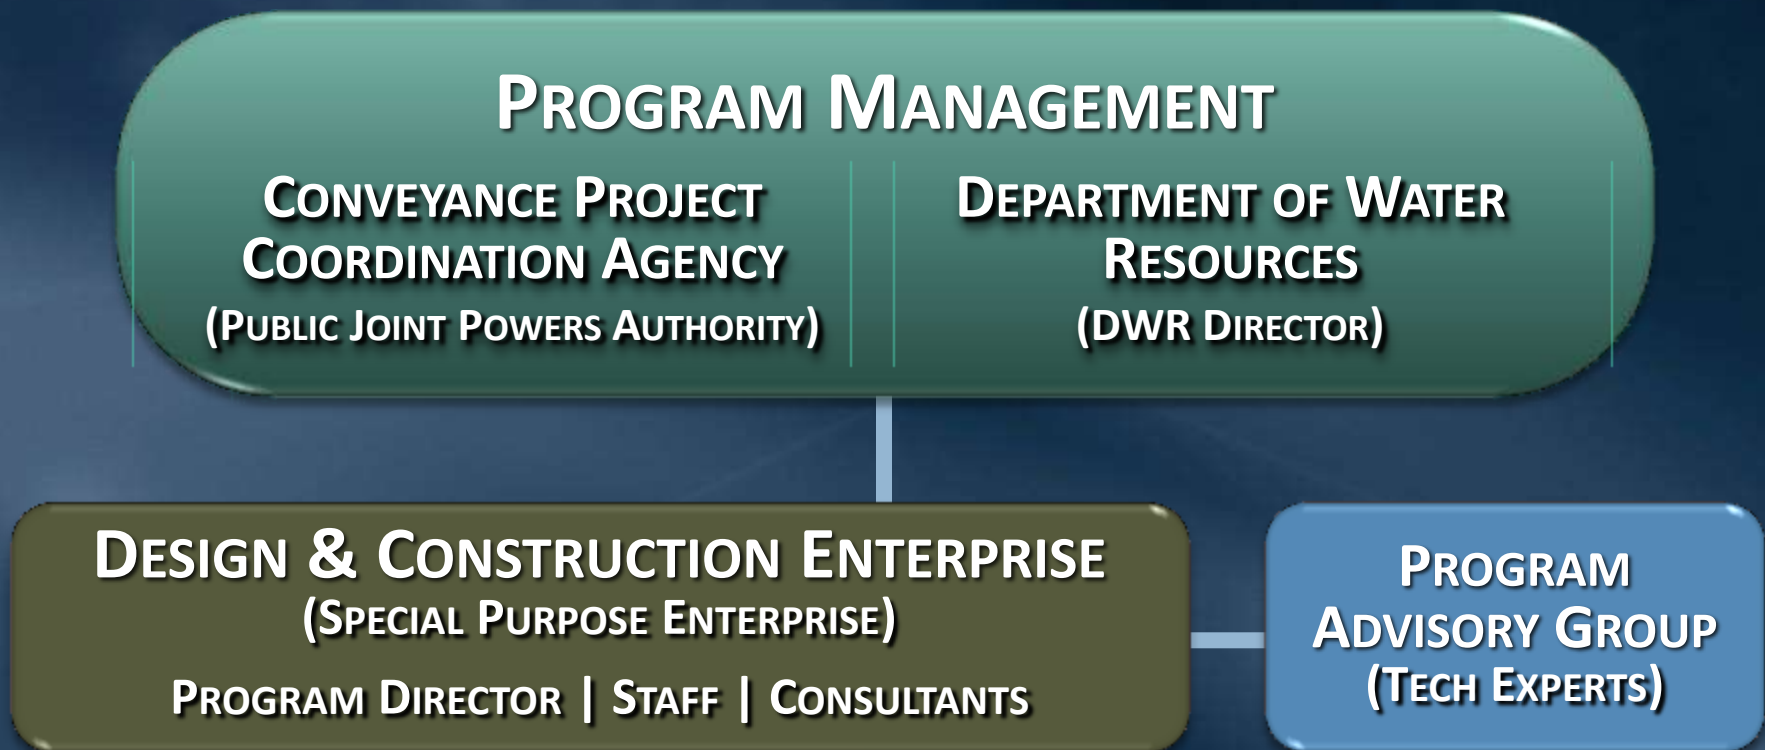 PROGRAM MANAGEMENT
CONVEYANCE PROJECT
COORDINATION AGENCY
(PUBLIC JOINT POWERS AUTHORITY)
DEPARTMENT OF WATER
RESOURCES
(DWR DIRECTOR)
DESIGN & CONSTRUCTION ENTERPRISE
(SPECIAL PURPOSE ENTERPRISE)
PROGRAM DIRECTOR | STAFF | CONSULTANTS
PROGRAM
ADVISORY GROUP
(TECH EXPERTS)